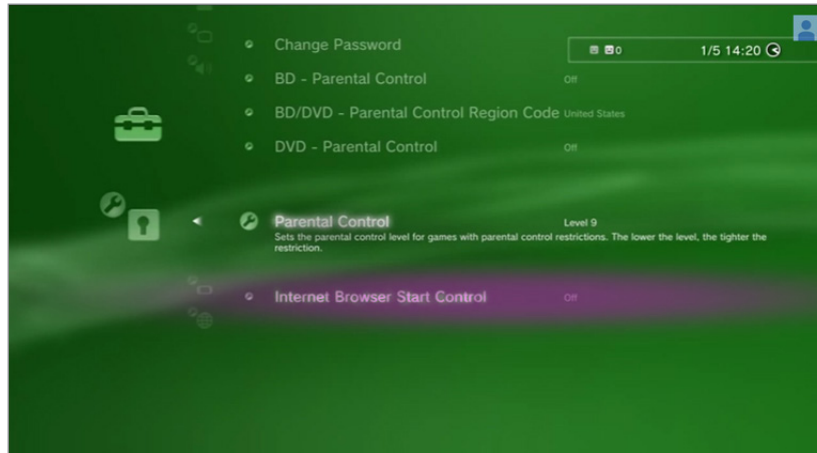 Change Password
0 1/5 14:20
BD - Parental Control Off
BD/DVD - Parental Control Region Code United States
DVD - Parental Control Off
Parental Control Level 9
Sets the parental control level for games with parental control restrictions. The lower the level, the tighter the
restriction.
Internet Browser Start Control Off